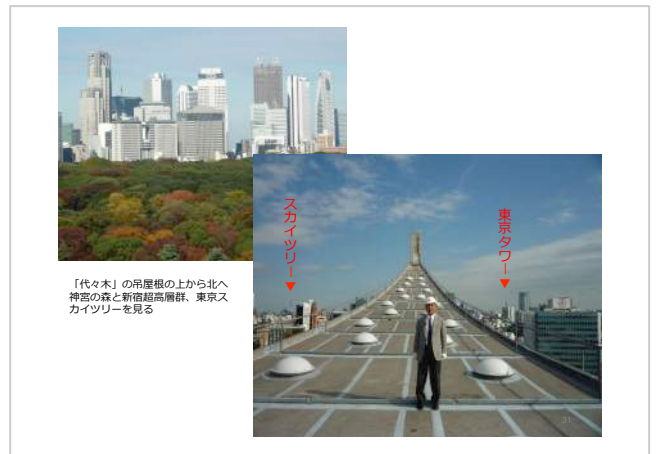 「代々木」の吊屋根の上から北へ
神宮の森と新宿超高層群、東京ス
カイツリーを見る
スカイツリー▼
東京タワー▼
31